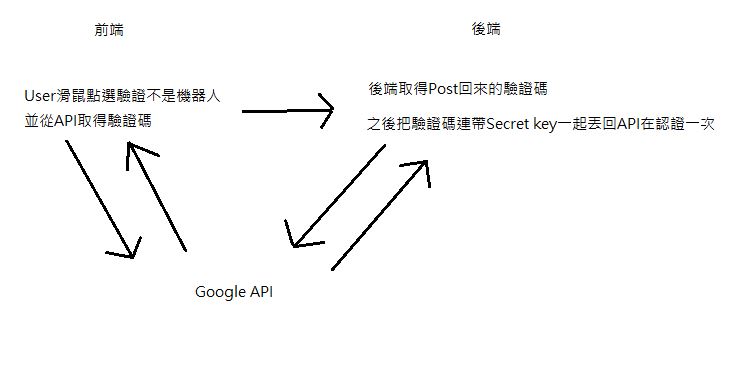 前端
後端
User滑鼠點選驗證不是機器人
並從API取得驗證碼
後端取得Post回來的驗證碼
之後把驗證碼連帶Secret key一起丟回API在認證一次
Google API